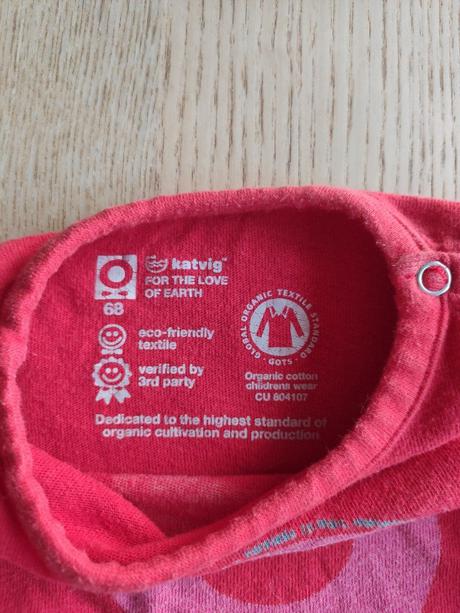 katvig™
FOR THE LOVE
OF EARTH
68
eco-friendly
textile
verified by
3rd party
GLOBAL ORGANIC TEXTILE STANDARD
· GOTS ·
Organic cotton
childrens wear
CU 804107
Dedicated to the highest standard of
organic cultivation and production